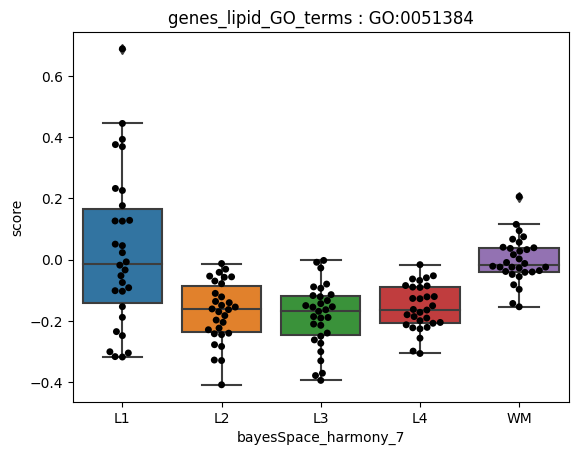 genes_lipid_GO_terms : GO:0051384
score
0.6
0.4
0.2
0.0
−0.2
−0.4
L1 L2 L3 L4 WM
bayesSpace_harmony_7